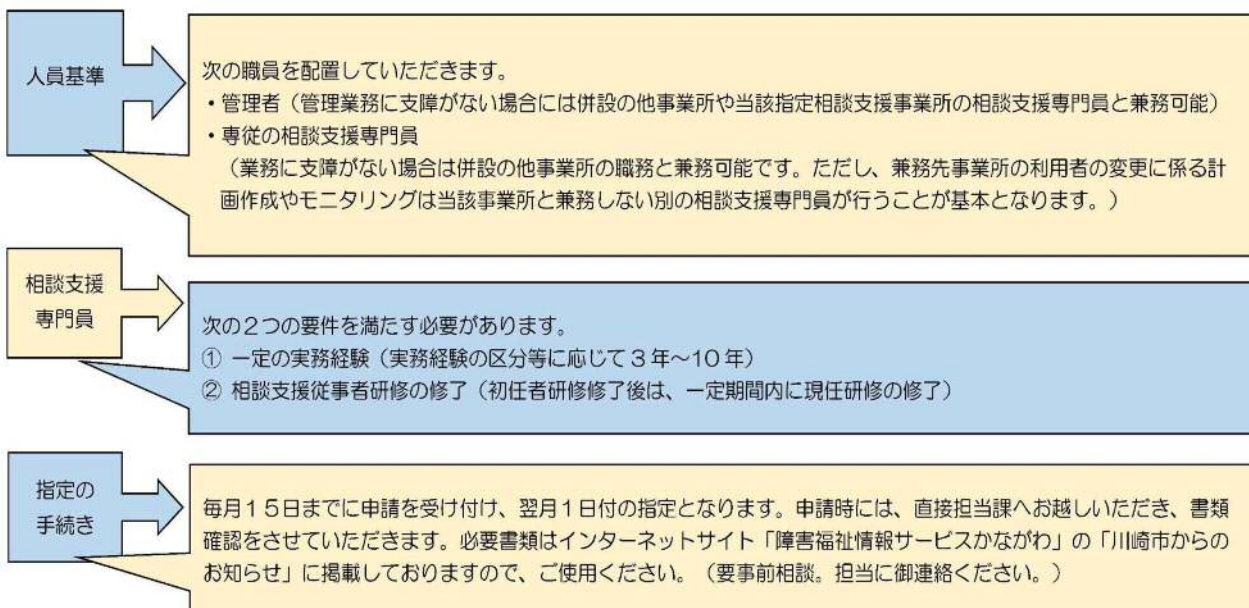 人員基準
次の職員を配置していただきます。
・管理者（管理業務に支障がない場合には併設の他事業所や当該指定相談支援事業所の相談支援専門員と兼務可能）
・専従の相談支援専門員
（業務に支障がない場合は併設の他事業所の職務と兼務可能です。ただし、兼務先事業所の利用者の変更に係る計
画作成やモニタリングは当該事業所と兼務しない別の相談支援専門員が行うことが基本となります。）
相談支援
専門員
次の２つの要件を満たす必要があります。
① 一定の実務経験（実務経験の区分等に応じて３年～10年）
② 相談支援従事者研修の修了（初任者研修修了後は、一定期間内に現任研修の修了）
指定の
手続き
毎月１５日までに申請を受け付け、翌月１日付の指定となります。申請時には、直接担当課へお越しいただき、書類
確認をさせていただきます。必要書類はインターネットサイト「障害福祉情報サービスかながわ」の「川崎市からの
お知らせ」に掲載しておりますので、ご使用ください。（要事前相談。担当に御連絡ください。）